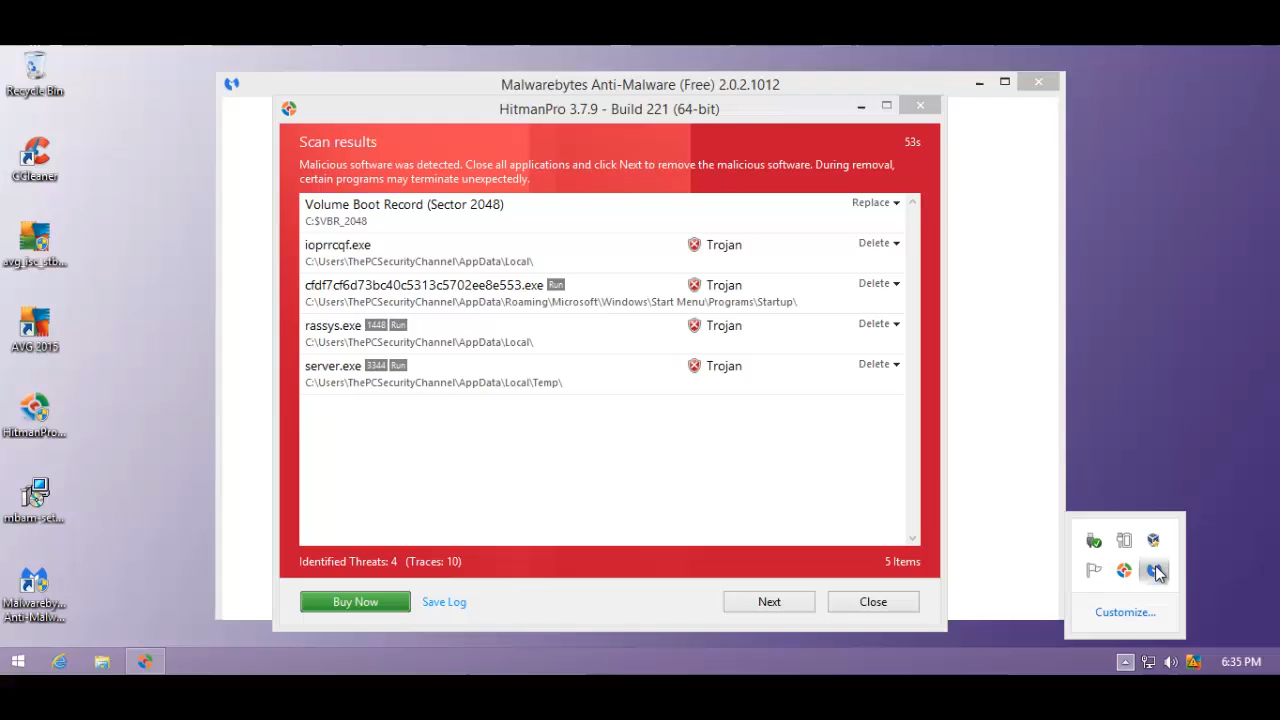 Recycle Bin
CCleaner
avg_isc_stb...
AVG 2015
HitmanPro...
mbam-set...
Malwareby...
Anti-Malw...
Malwarebytes Anti-Malware (Free) 2.0.2.1012
HitmanPro 3.7.9 - Build 221 (64-bit)
Scan results 53s
Malicious software was detected. Close all applications and click Next to remove the malicious software. During removal,
certain programs may terminate unexpectedly.
Volume Boot Record (Sector 2048) Replace
C:$VBR_2048
ioprrcqf.exe Trojan Delete
C:\Users\ThePCSecurityChannel\AppData\Local\
cfdf7cf6d73bc40c5313c5702ee8e553.exe Run Trojan Delete
C:\Users\ThePCSecurityChannel\AppData\Roaming\Microsoft\Windows\Start Menu\Programs\Startup\
rassys.exe 1448 Run Trojan Delete
C:\Users\ThePCSecurityChannel\AppData\Local\
server.exe 3344 Run Trojan Delete
C:\Users\ThePCSecurityChannel\AppData\Local\Temp\
Identified Threats: 4 (Traces: 10) 5 Items
Buy Now Save Log Next Close
Customize...
6:35 PM